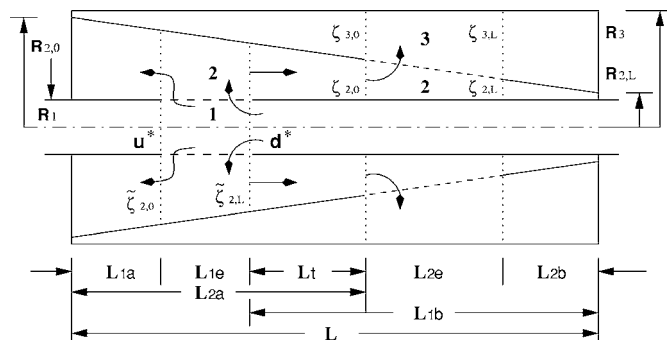 ζ3,0 3 ζ3,L R3
R2,0 2 ζ2,0 2 ζ2,L R2,L
R1 1
u* d*
ζ̃2,0 ζ̃2,L
L1a L1e Lt L2e L2b
L2a
L1b
L